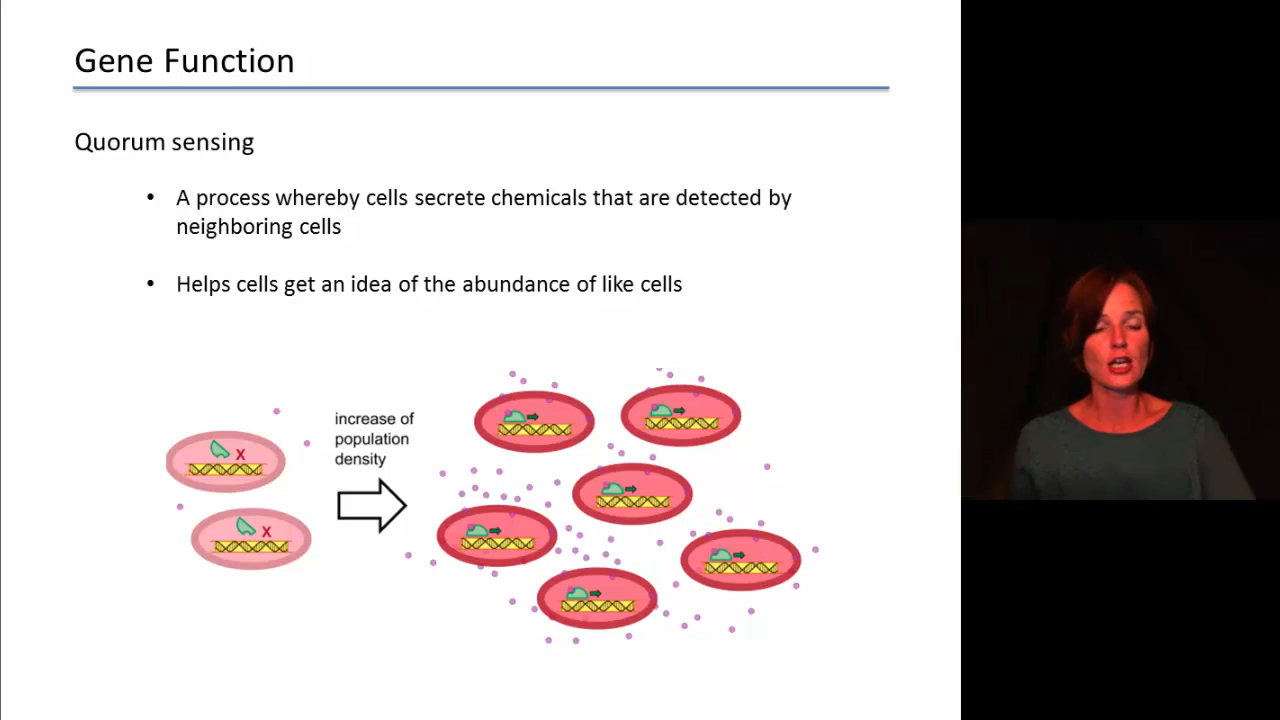 Gene Function
Quorum sensing
• A process whereby cells secrete chemicals that are detected by
neighboring cells
• Helps cells get an idea of the abundance of like cells
increase of
population
density
X
X